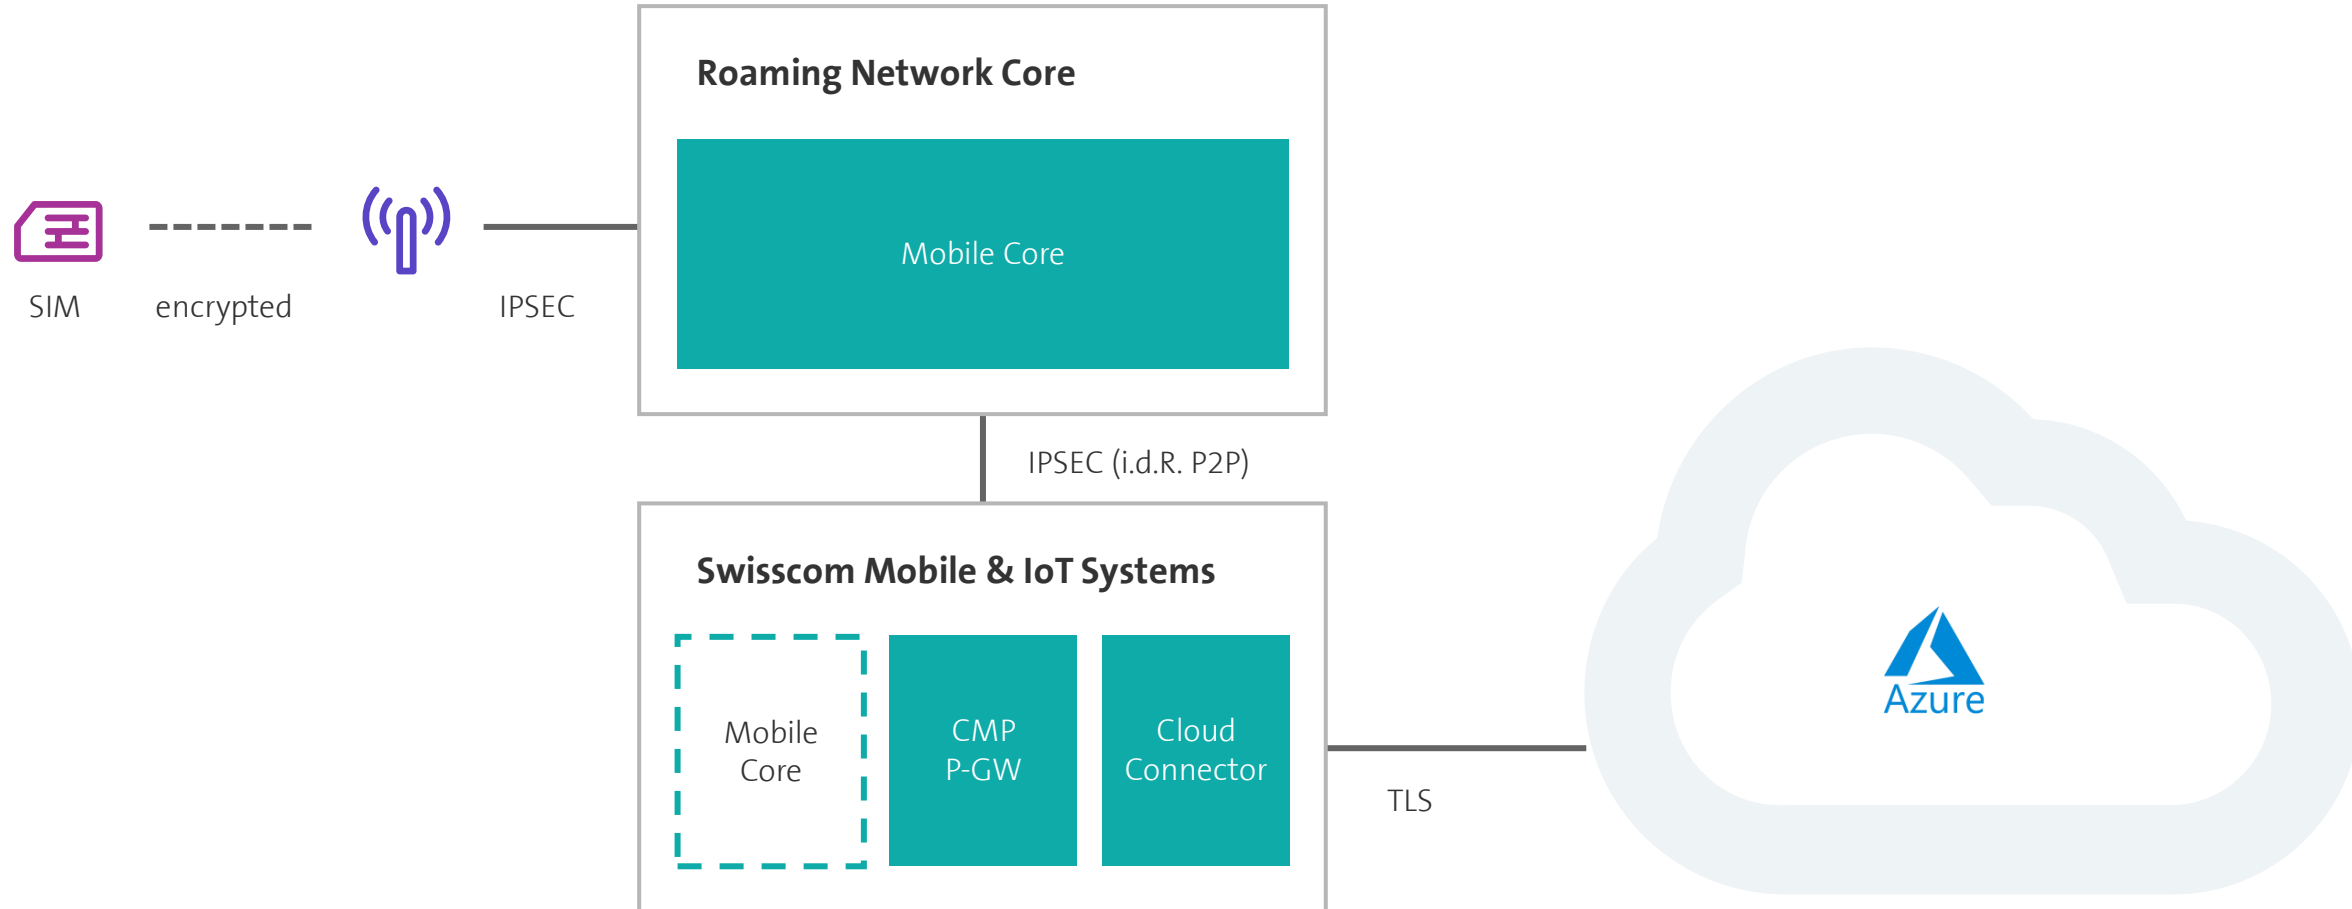 Roaming Network Core
Mobile Core
SIM
encrypted
IPSEC
IPSEC (i.d.R. P2P)
Swisscom Mobile & IoT Systems
Mobile
Core
CMP
P-GW
Cloud
Connector
TLS
Azure